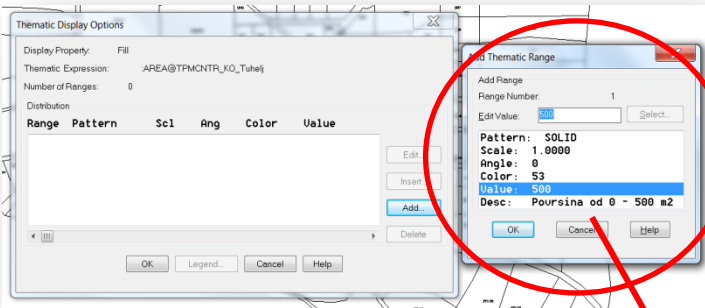 Thematic Display Options
Display Property: Fill
Thematic Expression: :AREA@TPMCNTR_KO_Tuhelj
Number of Ranges: 0
Distribution
Range Pattern Scl Ang Color Value
Edit...
Insert...
Add...
Delete
OK Legend... Cancel Help
Add Thematic Range
Add Range
Range Number: 1
Edit Value: 500 Select...
Pattern: SOLID
Scale: 1.0000
Angle: 0
Color: 53
Value: 500
Desc: Povrsina od 0 - 500 m2
OK Cancel Help